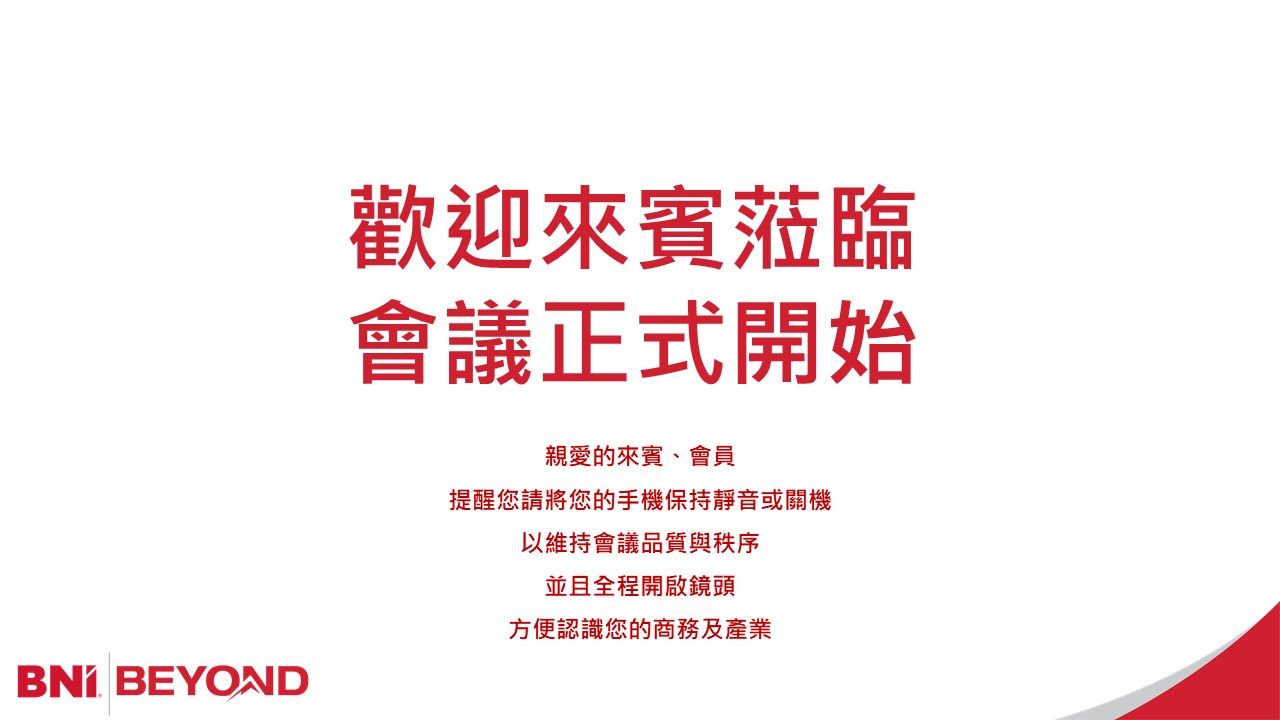 歡迎來賓蒞臨
會議正式開始
親愛的來賓、會員
提醒您請將您的手機保持靜音或關機
以維持會議品質與秩序
並且全程開啟鏡頭
方便認識您的商務及產業
BNI® BEYOND